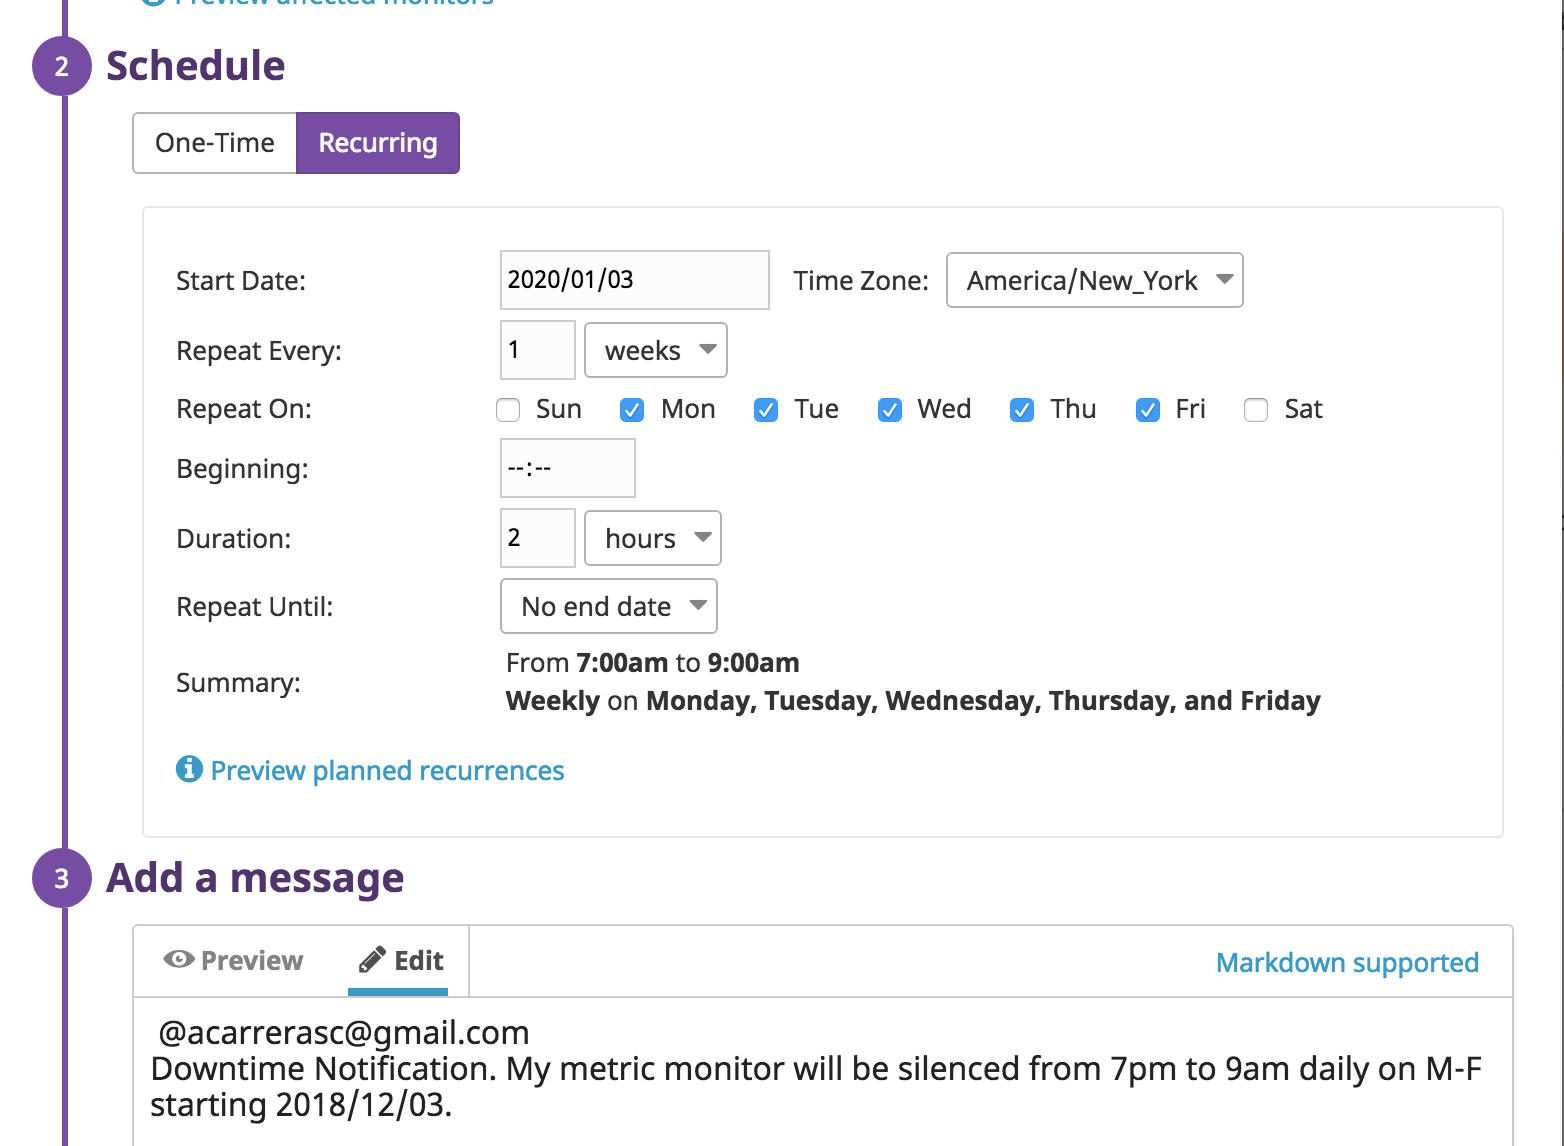 Preview affected monitors
2 Schedule
One-Time Recurring
Start Date: 2020/01/03 Time Zone: America/New_York
Repeat Every: 1 weeks
Repeat On: Sun Mon Tue Wed Thu Fri Sat
Beginning: --:--
Duration: 2 hours
Repeat Until: No end date
Summary: From 7:00am to 9:00am
Weekly on Monday, Tuesday, Wednesday, Thursday, and Friday
Preview planned recurrences
3 Add a message
Preview Edit Markdown supported
@acarrerasc@gmail.com
Downtime Notification. My metric monitor will be silenced from 7pm to 9am daily on M-F
starting 2018/12/03.